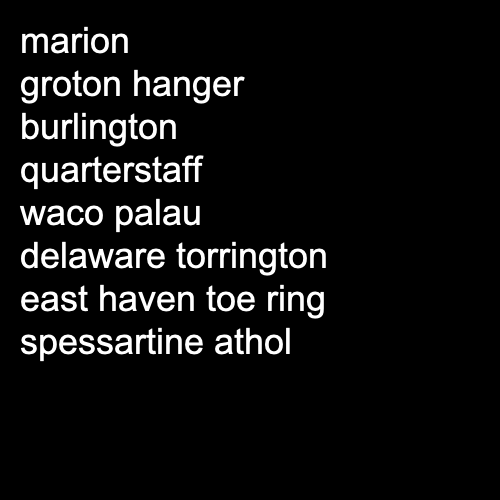 marion
groton hanger
burlington
quarterstaff
waco palau
delaware torrington
east haven toe ring
spessartine athol